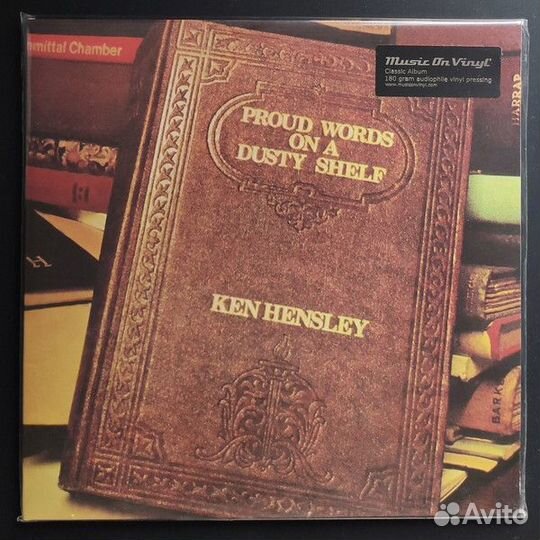 mmittal Chamber
Music On Vinyl
Classic Album
180 gram audiophile vinyl pressing
www.musiconvinyl.com
HARRAP
PROUD WORDS
ON A
DUSTY SHELF
H
KEN HENSLEY
BARK
Avito